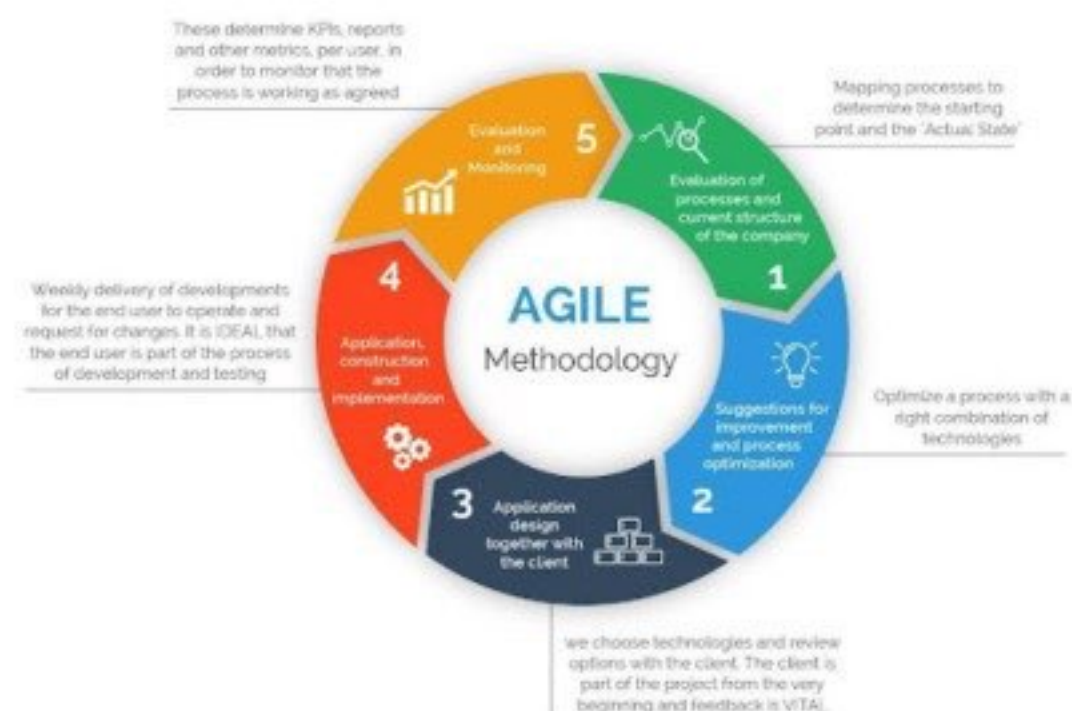 These determine KPIs, reports
and other metrics, per user, in
order to monitor that the
process is working as agreed
Mapping processes to
determine the starting
point and the "Actual State"
Evaluation
and
Monitoring
5
Evaluation of
processes and
current structure
of the company
1
Weekly delivery of developments
for the end user to operate and
request for changes. It is IDEAL that
the end user is part of the process
of development and testing
4
Application,
construction
and
implementation
AGILE
Methodology
Suggestions for
improvement
and process
optimization
2
Optimize a process with a
right combination of
technologies
3
Application
design
together with
the client
we choose technologies and review
options with the client. The client is
part of the project from the very
beginning and feedback is VITAL